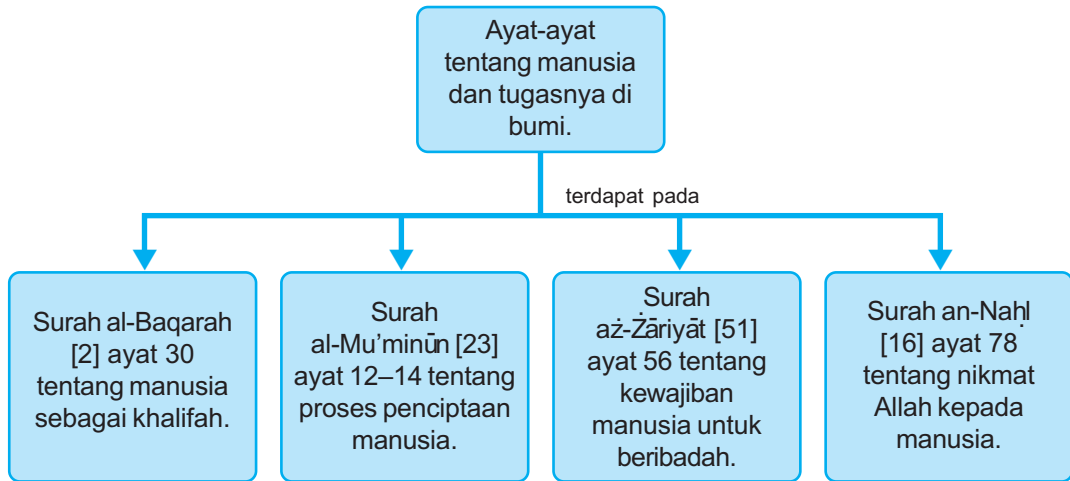 Ayat-ayat
tentang manusia
dan tugasnya di
bumi.
terdapat pada
Surah al-Baqarah
[2] ayat 30
tentang manusia
sebagai khalifah.
Surah
al-Mu’minūn [23]
ayat 12–14 tentang
proses penciptaan
manusia.
Surah
aż-Żāriyāt [51]
ayat 56 tentang
kewajiban
manusia untuk
beribadah.
Surah an-Naḥl
[16] ayat 78
tentang nikmat
Allah kepada
manusia.